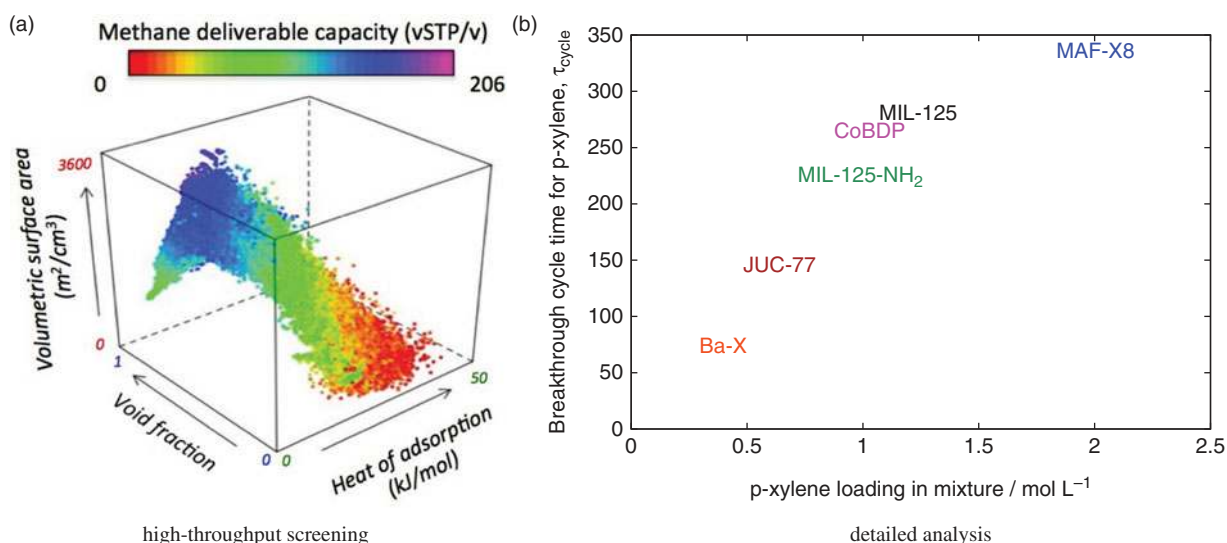 (a)
Methane deliverable capacity (vSTP/v)
0
206
3600
Volumetric surface area
(m²/cm³)
0
1
Void fraction
0
0
Heat of adsorption
(kJ/mol)
50
high-throughput screening
(b)
Breakthrough cycle time for p-xylene, τcycle
350
300
250
200
150
100
50
0
MAF-X8
MIL-125
CoBDP
MIL-125-NH₂
JUC-77
Ba-X
0
0.5
1
1.5
2
2.5
p-xylene loading in mixture / mol L⁻¹
detailed analysis